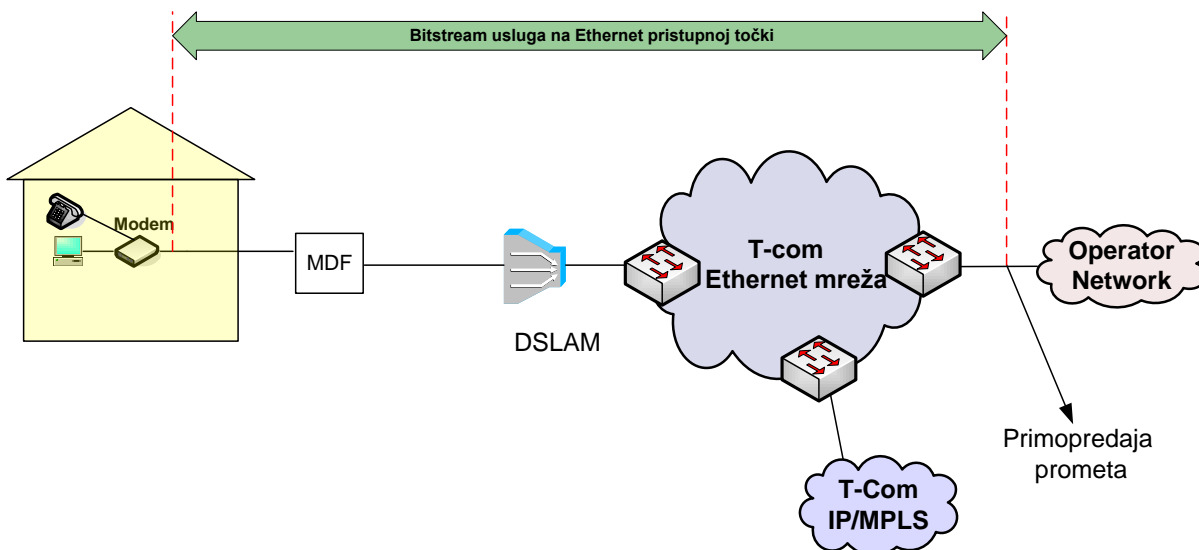 Bitstream usluga na Ethernet pristupnoj točki
Modem
MDF
DSLAM
T-com
Ethernet mreža
Operator
Network
Primopredaja
prometa
T-Com
IP/MPLS